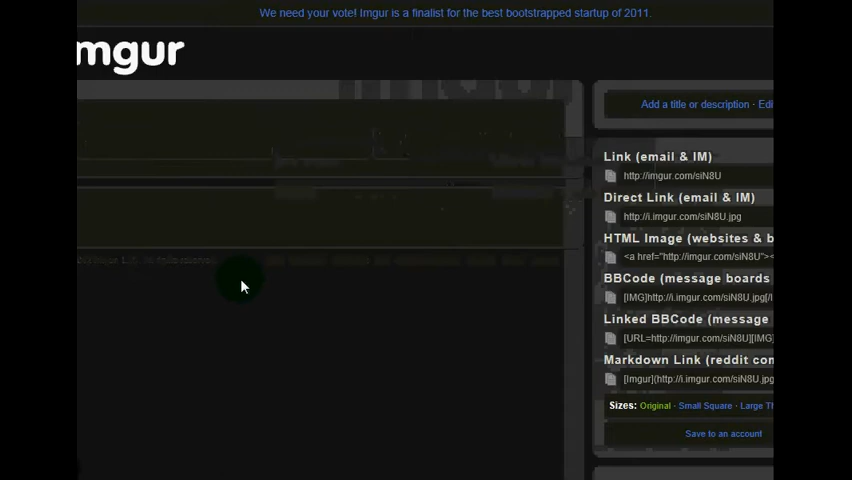 We need your vote! Imgur is a finalist for the best bootstrapped startup of 2011.
mgur
Add a title or description · Edi
Link (email & IM)
http://imgur.com/siN8U
Direct Link (email & IM)
http://i.imgur.com/siN8U.jpg
HTML Image (websites & b
<a href="http://imgur.com/siN8U"><
BBCode (message boards
[IMG]http://i.imgur.com/siN8U.jpg[/I
Linked BBCode (message
[URL=http://imgur.com/siN8U][IMG]
Markdown Link (reddit con
[Imgur](http://i.imgur.com/siN8U.jpg
Sizes: Original · Small Square · Large Th
Save to an account